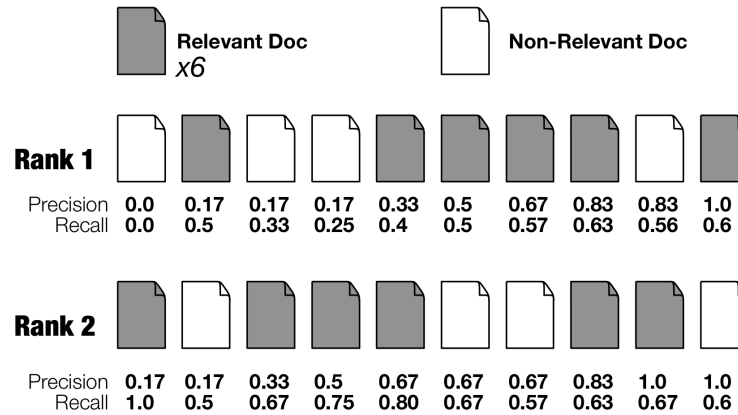 Relevant Doc
x6
Non-Relevant Doc
Rank 1
Precision 0.0 0.17 0.17 0.17 0.33 0.5 0.67 0.83 0.83 1.0
Recall 0.0 0.5 0.33 0.25 0.4 0.5 0.57 0.63 0.56 0.6
Rank 2
Precision 0.17 0.17 0.33 0.5 0.67 0.67 0.67 0.83 1.0 1.0
Recall 1.0 0.5 0.67 0.75 0.80 0.67 0.57 0.63 0.67 0.6